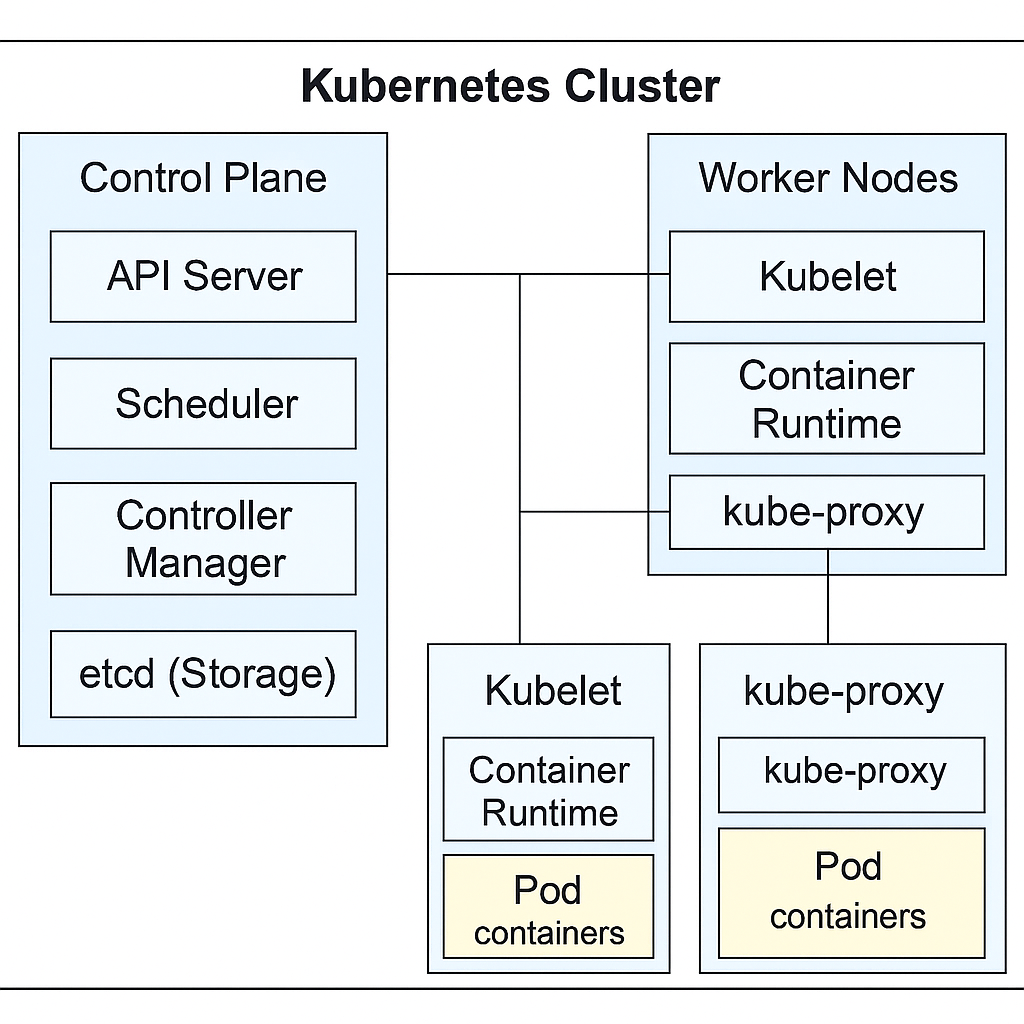 Kubernetes Cluster
Control Plane
API Server
Scheduler
Controller
Manager
etcd (Storage)
Worker Nodes
Kubelet
Container
Runtime
kube-proxy
Kubelet
Container
Runtime
Pod
containers
kube-proxy
kube-proxy
Pod
containers